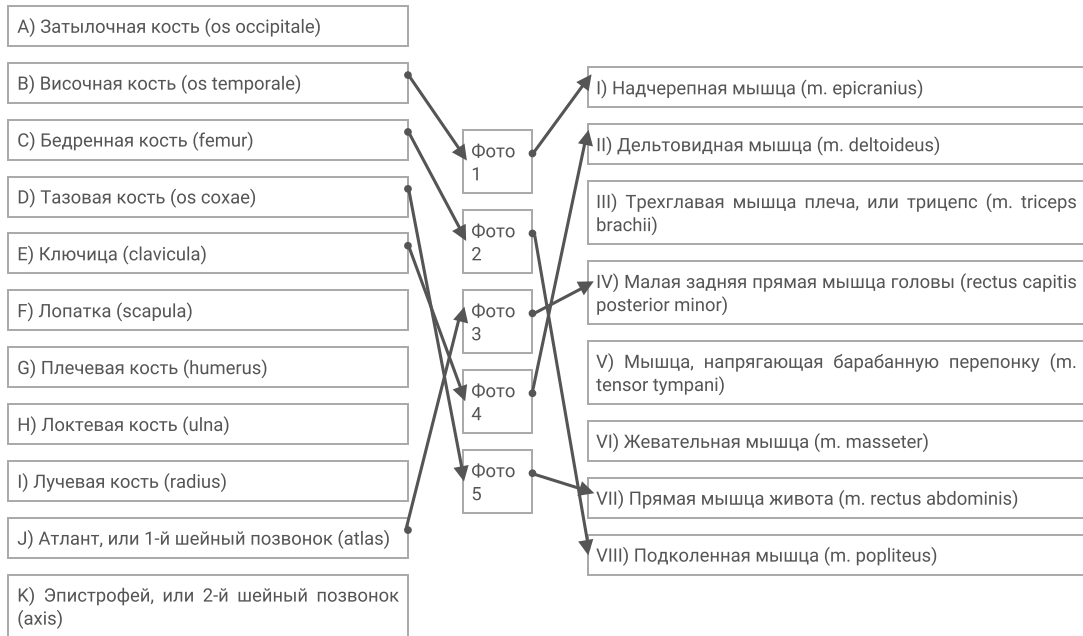 A) Затылочная кость (os occipitale)
B) Височная кость (os temporale)
C) Бедренная кость (femur)
D) Тазовая кость (os coxae)
E) Ключица (clavicula)
F) Лопатка (scapula)
G) Плечевая кость (humerus)
H) Локтевая кость (ulna)
I) Лучевая кость (radius)
J) Атлант, или 1-й шейный позвонок (atlas)
K) Эпистрофей, или 2-й шейный позвонок
(axis)
Фото
1
Фото
2
Фото
3
Фото
4
Фото
5
I) Надчерепная мышца (m. epicranius)
II) Дельтовидная мышца (m. deltoideus)
III) Трехглавая мышца плеча, или трицепс (m. triceps
brachii)
IV) Малая задняя прямая мышца головы (rectus capitis
posterior minor)
V) Мышца, напрягающая барабанную перепонку (m.
tensor tympani)
VI) Жевательная мышца (m. masseter)
VII) Прямая мышца живота (m. rectus abdominis)
VIII) Подколенная мышца (m. popliteus)